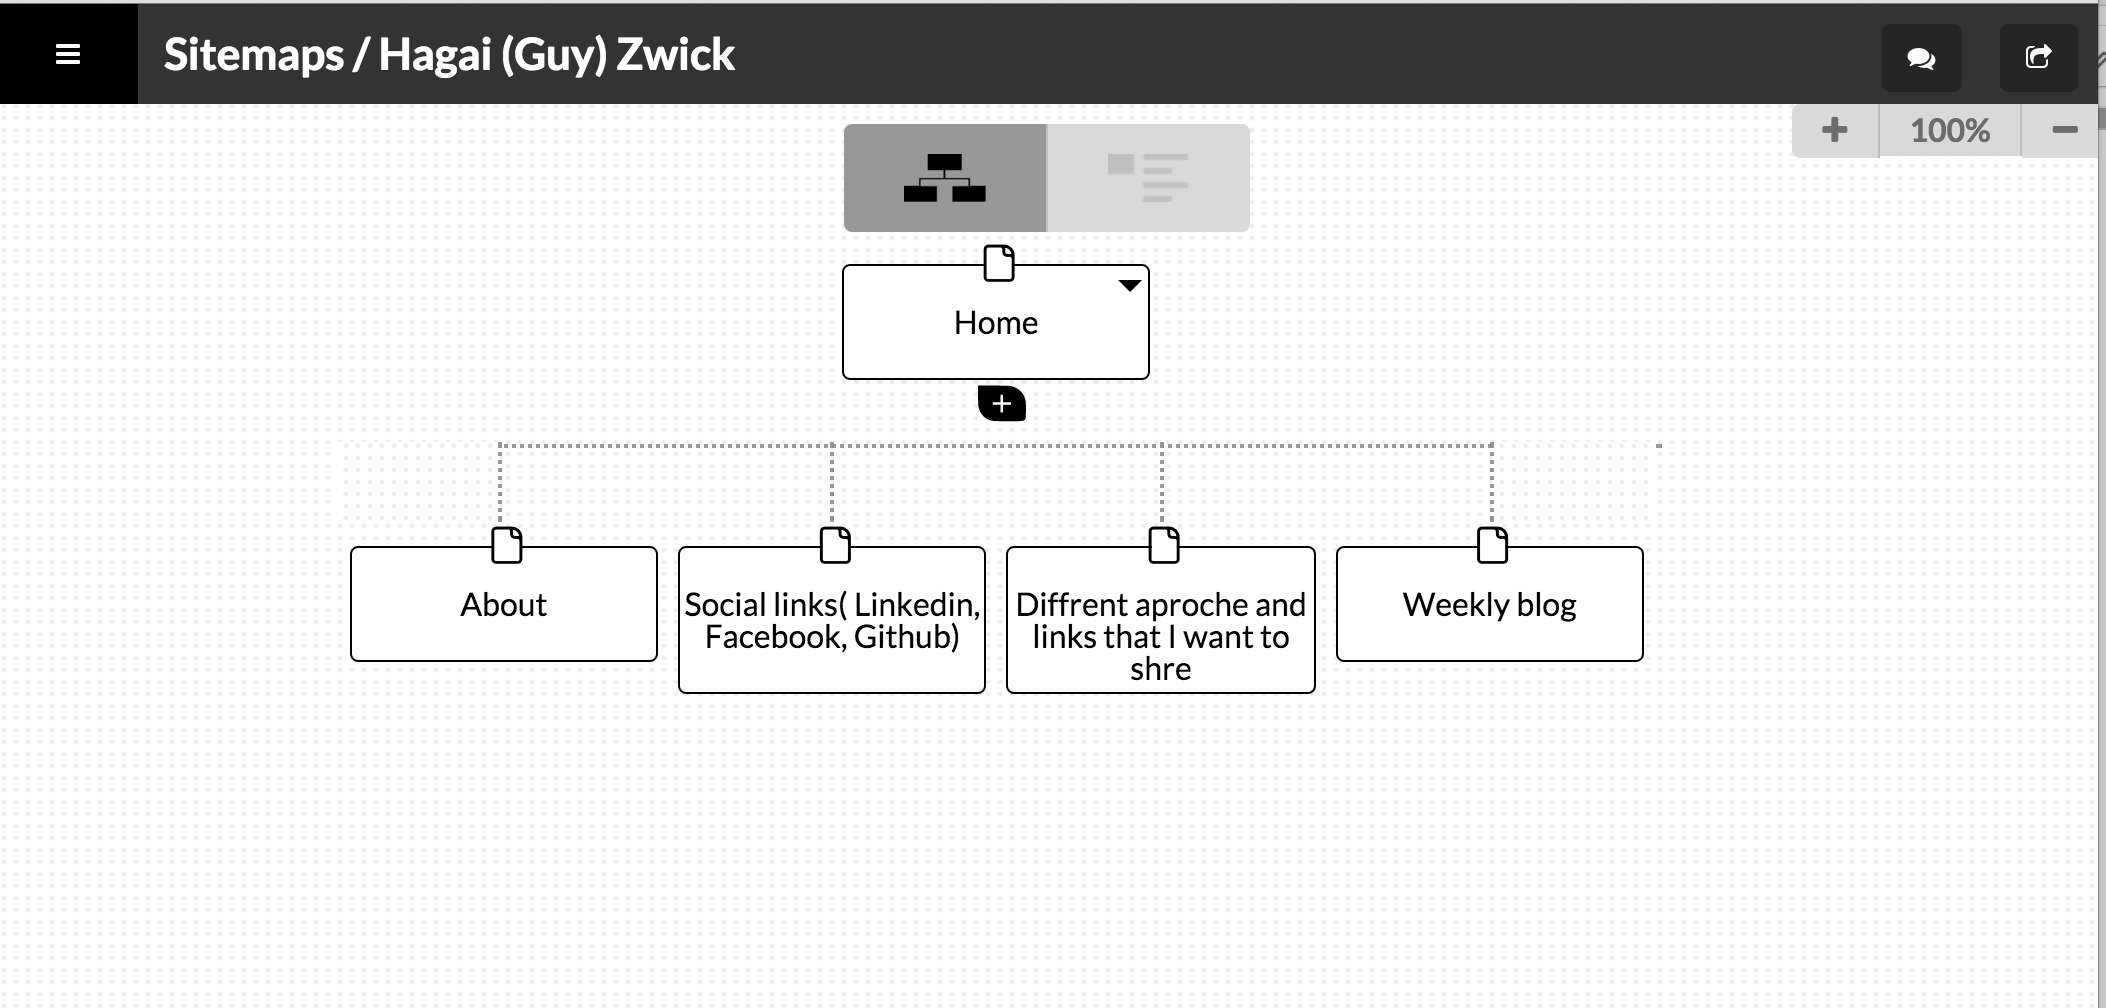 Sitemaps / Hagai (Guy) Zwick
100%
Home
About
Social links( Linkedin,
Facebook, Github)
Diffrent aproche and
links that I want to
shre
Weekly blog